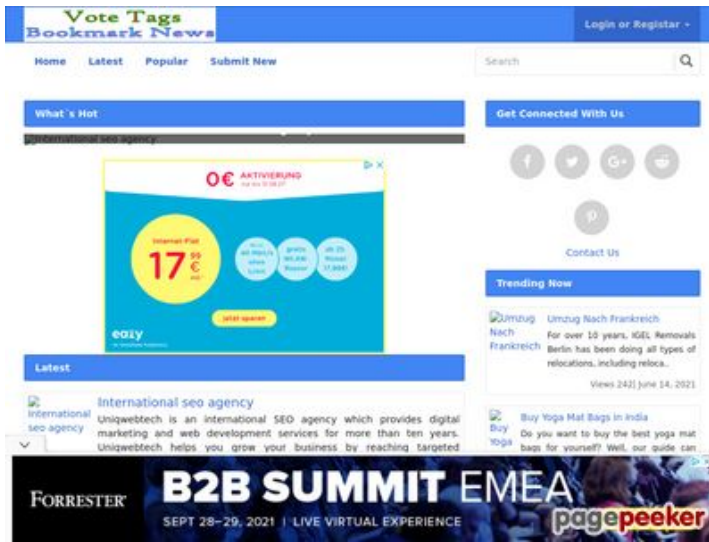 Vote Tags
Bookmark News
Login or Registar
Home Latest Popular Submit New
Search
What`s Hot
International seo agency
0€ AKTIVIERUNG
Internet-Flat
17 99
€
gratis
WLAN-
Router
Jetzt sparen
eazy
Latest
International seo agency
International seo agency
Uniqwebtech is an international SEO agency which provides digital
marketing and web development services for more than ten years.
Uniqwebtech helps you grow your business by reaching targeted
Get Connected With Us
Contact Us
Trending Now
Umzug Nach Frankreich
Umzug Nach Frankreich
For over 10 years, IGEL Removals
Berlin has been doing all types of
relocations, including reloca..
Views 24|| June 14, 2021
Buy Yoga
Buy Yoga Mat Bags in India
Do you want to buy the best yoga mat
bags for yourself? Well, our guide can
FORRESTER
B2B SUMMIT EMEA
SEPT 28–29, 2021 | LIVE VIRTUAL EXPERIENCE
pagepeeker